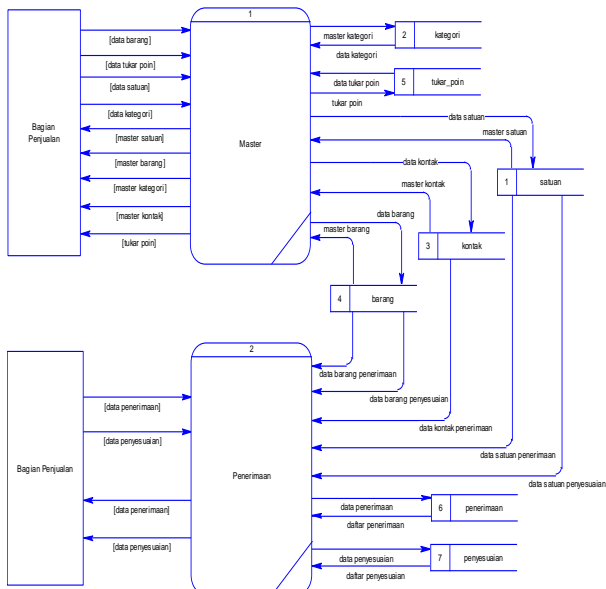 1
[data barang]
[data tukar poin]
[data satuan]
[data kategori]
[master satuan]
[master barang]
[master kategori]
[master kontak]
[tukar poin]
Bagian
Penjualan
Master
master kategori
data kategori
2 kategori
data tukar poin
tukar poin
5 tukar_poin
data satuan
master satuan
1 satuan
data kontak
master kontak
3 kontak
data barang
master barang
4 barang
2
data barang penerimaan
data barang penyesuaian
data kontak penerimaan
data satuan penerimaan
data satuan penyesuaian
[data penerimaan]
[data penyesuaian]
Bagian Penjualan
[data penerimaan]
[data penyesuaian]
Penerimaan
data penerimaan
daftar penerimaan
6 penerimaan
data penyesuaian
daftar penyesuaian
7 penyesuaian